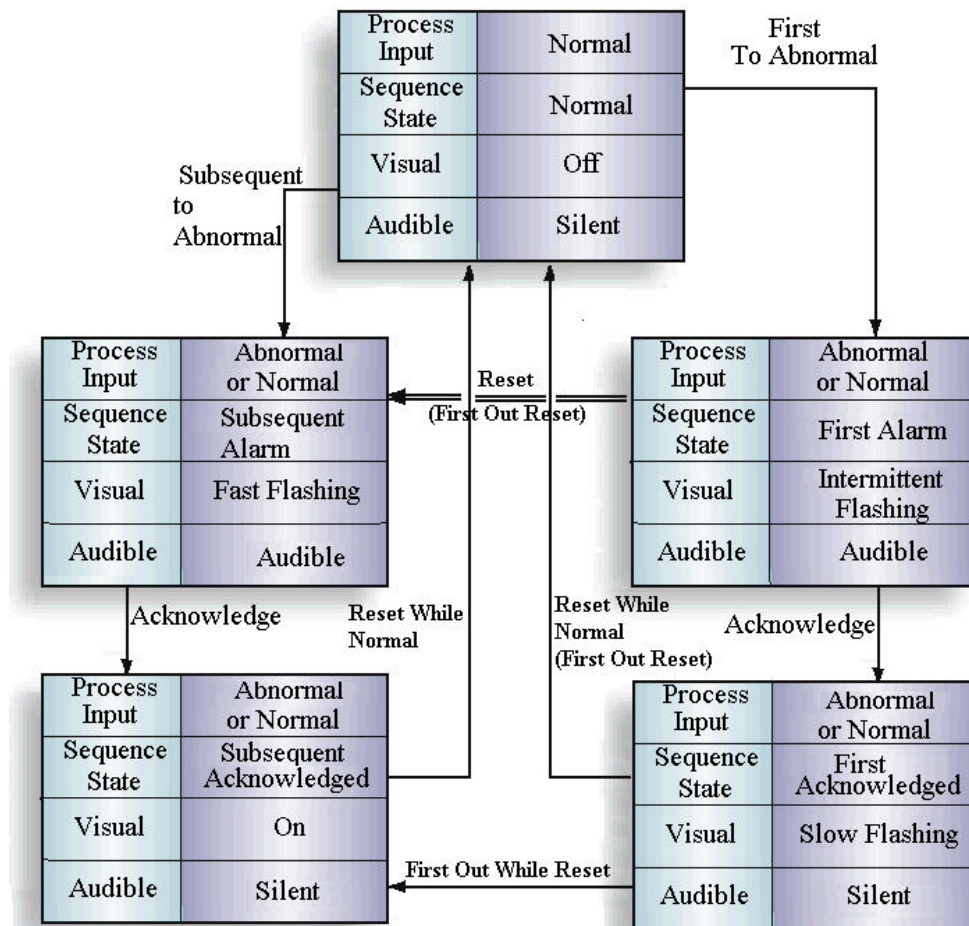 Process
Input
Normal
Sequence
State
Normal
Visual
Off
Audible
Silent
First
To Abnormal
Subsequent
to
Abnormal
Process
Input
Abnormal
or Normal
Sequence
State
Subsequent
Alarm
Visual
Fast Flashing
Audible
Audible
Reset
(First Out Reset)
Process
Input
Abnormal
or Normal
Sequence
State
First Alarm
Visual
Intermittent
Flashing
Audible
Audible
Acknowledge
Reset While
Normal
Reset While
Normal
(First Out Reset)
Acknowledge
Process
Input
Abnormal
or Normal
Sequence
State
Subsequent
Acknowledged
Visual
On
Audible
Silent
First Out While Reset
Process
Input
Abnormal
or Normal
Sequence
State
First
Acknowledged
Visual
Slow Flashing
Audible
Silent